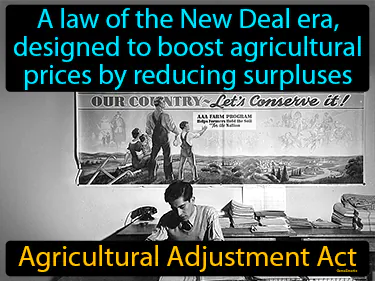 A law of the New Deal era,
designed to boost agricultural
prices by reducing surpluses
OUR COUNTRY~Let's Conserve it!
AAA FARM PROGRAM
Helps Farmers Hold the Soil
for the Nation
Agricultural Adjustment Act